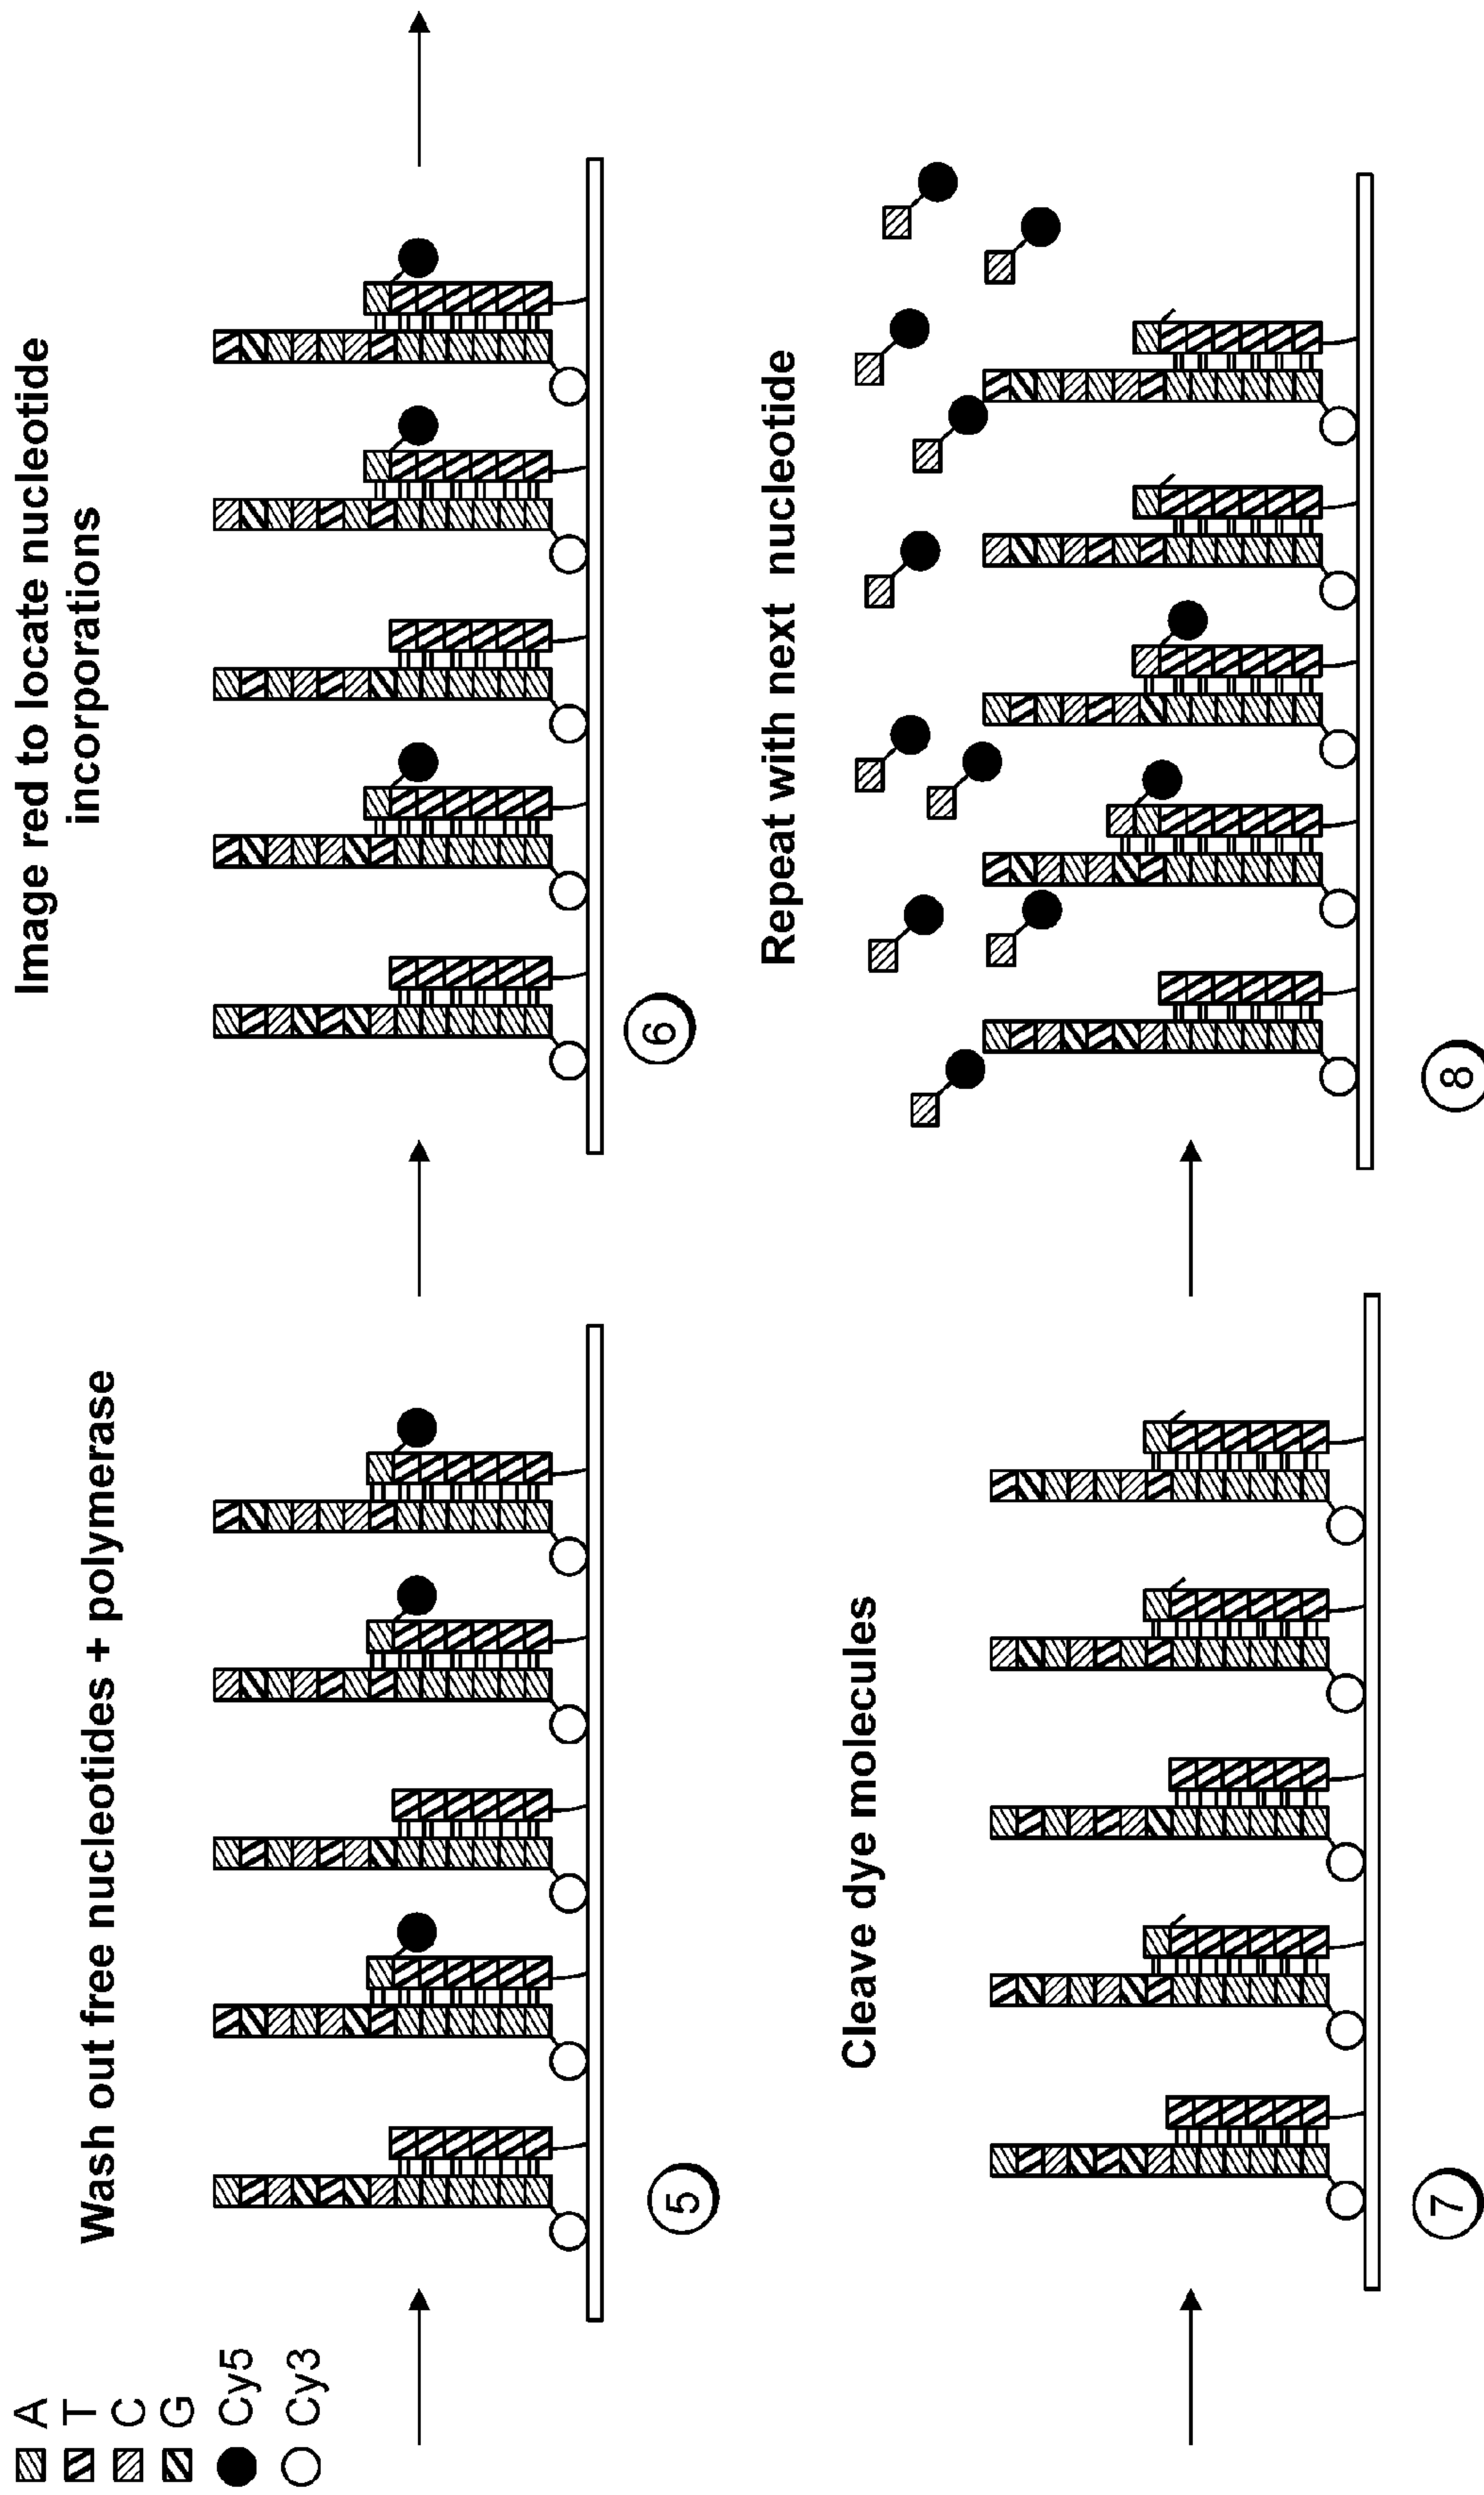 A
T
C
G
Cy5
Cy3
Wash out free nucleotides + polymerase
5
Image red to locate nucleotide
incorporations
6
Cleave dye molecules
7
Repeat with next nucleotide
8